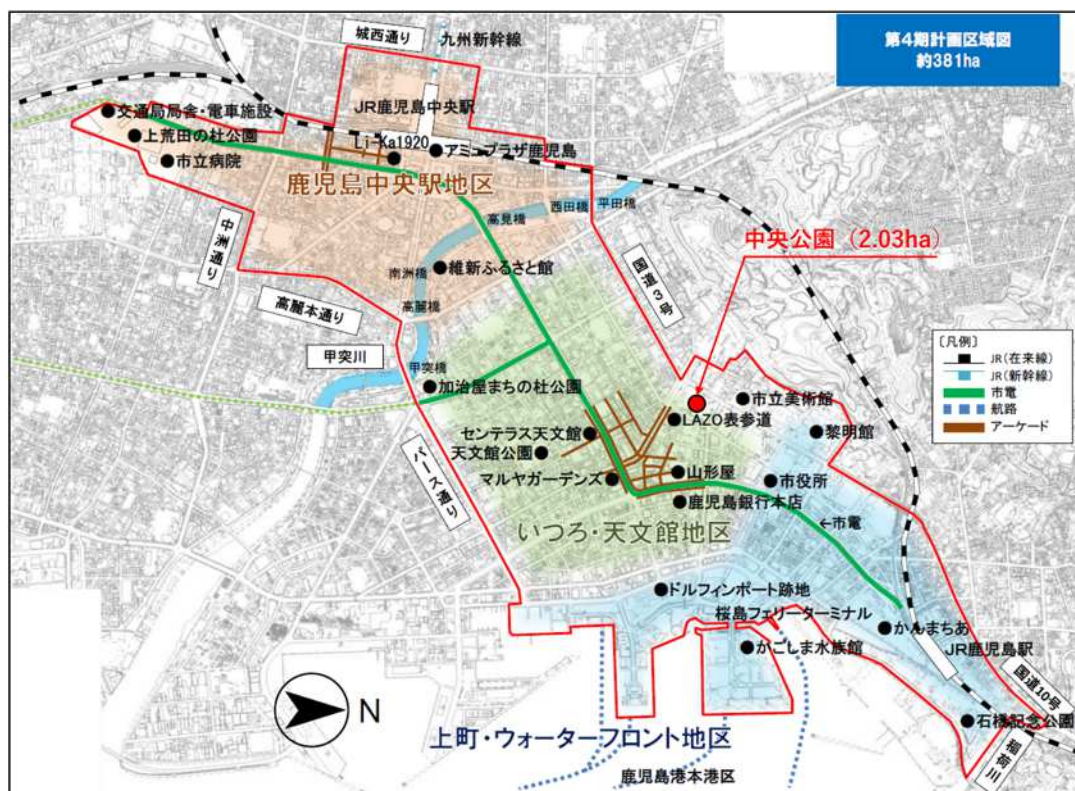 第4期計画区域図
約381ha
城西通り
九州新幹線
JR鹿児島中央駅
交通局局舎・電車施設
上荒田の杜公園
市立病院
Li-Ka1920
アミュプラザ鹿児島
鹿児島中央駅地区
中洲通り
高見橋
西田橋
平田橋
南洲橋
維新ふるさと館
高麗橋
高麗本通り
国道3号
中央公園（2.03ha）
甲突川
甲突橋
加治屋まちの杜公園
〔凡例〕
JR(在来線)
JR(新幹線)
市電
航路
アーケード
市立美術館
LAZO表参道
黎明館
センテラス天文館
天文館公園
マルヤガーデンズ
山形屋
市役所
鹿児島銀行本店
パース通り
いづろ・天文館地区
←市電
ドルフィンポート跡地
桜島フェリーターミナル
かんまちあ
かごしま水族館
JR鹿児島駅
国道10号
石橋記念公園
稲荷川
N
上町・ウォーターフロント地区
鹿児島港本港区